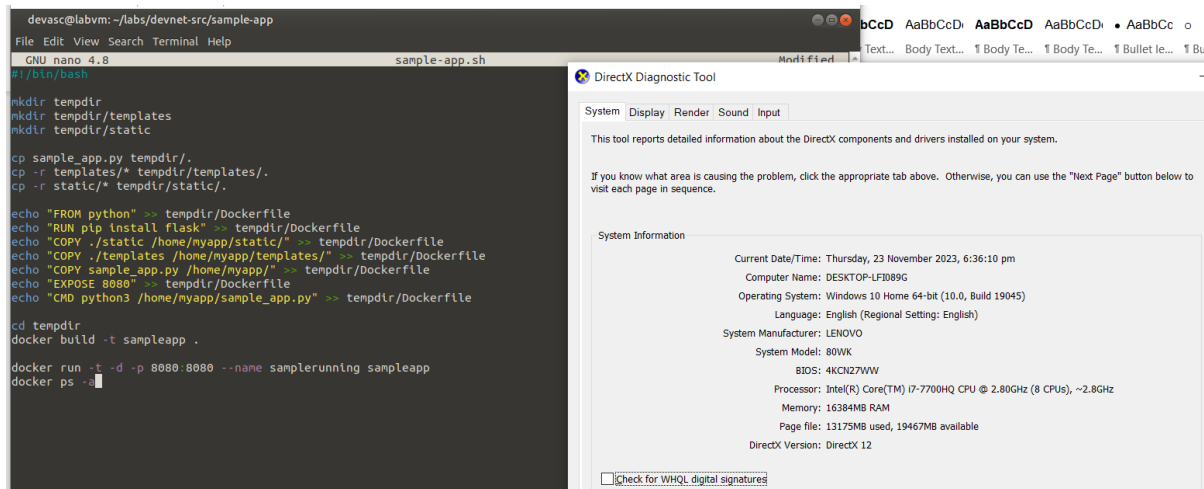 devasc@labvm: ~/labs/devnet-src/sample-app
File Edit View Search Terminal Help
GNU nano 4.8 sample-app.sh Modified
#!/bin/bash
mkdir tempdir
mkdir tempdir/templates
mkdir tempdir/static
cp sample_app.py tempdir/.
cp -r templates/* tempdir/templates/.
cp -r static/* tempdir/static/.
echo "FROM python" >> tempdir/Dockerfile
echo "RUN pip install flask" >> tempdir/Dockerfile
echo "COPY ./static /home/myapp/static/" >> tempdir/Dockerfile
echo "COPY ./templates /home/myapp/templates/" >> tempdir/Dockerfile
echo "COPY sample_app.py /home/myapp/" >> tempdir/Dockerfile
echo "EXPOSE 8080" >> tempdir/Dockerfile
echo "CMD python3 /home/myapp/sample_app.py" >> tempdir/Dockerfile
cd tempdir
docker build -t sampleapp .
docker run -t -d -p 8080:8080 --name samplerunning sampleapp
docker ps -a
bCcD AaBbCcD AaBbCcD AaBbCcD • AaBbCc o
Text... Body Text... ¶ Body Te... ¶ Body Te... ¶ Bullet le... ¶ Bu
DirectX Diagnostic Tool
System Display Render Sound Input
This tool reports detailed information about the DirectX components and drivers installed on your system.
If you know what area is causing the problem, click the appropriate tab above. Otherwise, you can use the "Next Page" button below to
visit each page in sequence.
System Information
Current Date/Time: Thursday, 23 November 2023, 6:36:10 pm
Computer Name: DESKTOP-LFI089G
Operating System: Windows 10 Home 64-bit (10.0, Build 19045)
Language: English (Regional Setting: English)
System Manufacturer: LENOVO
System Model: 80WK
BIOS: 4KCN27WW
Processor: Intel(R) Core(TM) i7-7700HQ CPU @ 2.80GHz (8 CPUs), ~2.8GHz
Memory: 16384MB RAM
Page file: 13175MB used, 19467MB available
DirectX Version: DirectX 12
Check for WHQL digital signatures